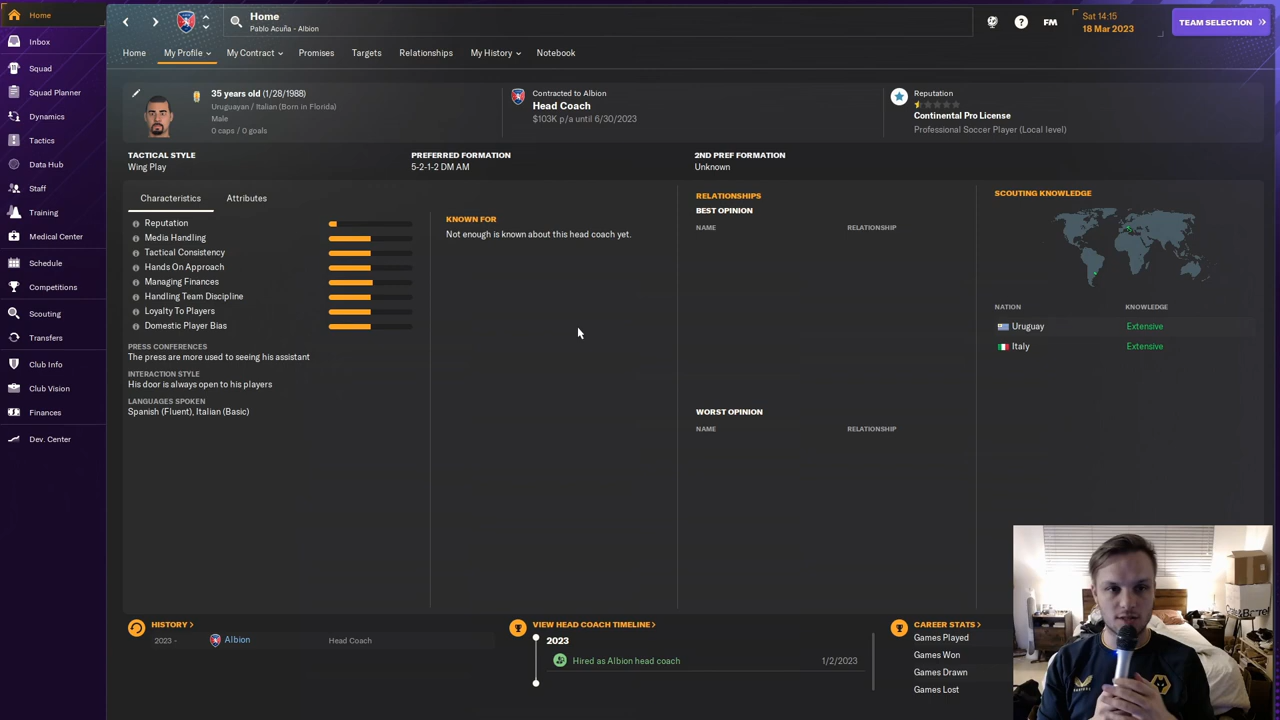 Home
Inbox
Squad
Squad Planner
Dynamics
Tactics
Data Hub
Staff
Training
Medical Center
Schedule
Competitions
Scouting
Transfers
Club Info
Club Vision
Finances
Dev. Center
Home
Pablo Acuña - Albion
FM
Sat 14:15
18 Mar 2023
TEAM SELECTION
Home
My Profile
My Contract
Promises
Targets
Relationships
My History
Notebook
35 years old (1/28/1988)
Uruguayan / Italian (Born in Florida)
Male
0 caps / 0 goals
Contracted to Albion
Head Coach
$103K p/a until 6/30/2023
Reputation
Continental Pro License
Professional Soccer Player (Local level)
TACTICAL STYLE
Wing Play
PREFERRED FORMATION
5-2-1-2 DM AM
2ND PREF FORMATION
Unknown
Characteristics
Attributes
Reputation
Media Handling
Tactical Consistency
Hands On Approach
Managing Finances
Handling Team Discipline
Loyalty To Players
Domestic Player Bias
PRESS CONFERENCES
The press are more used to seeing his assistant
INTERACTION STYLE
His door is always open to his players
LANGUAGES SPOKEN
Spanish (Fluent), Italian (Basic)
KNOWN FOR
Not enough is known about this head coach yet.
RELATIONSHIPS
BEST OPINION
NAME RELATIONSHIP
WORST OPINION
NAME RELATIONSHIP
SCOUTING KNOWLEDGE
NATION KNOWLEDGE
Uruguay Extensive
Italy Extensive
HISTORY >
2023 - Albion Head Coach
VIEW HEAD COACH TIMELINE >
2023
Hired as Albion head coach 1/2/2023
CAREER STATS >
Games Played
Games Won
Games Drawn
Games Lost
Crate&Barrel